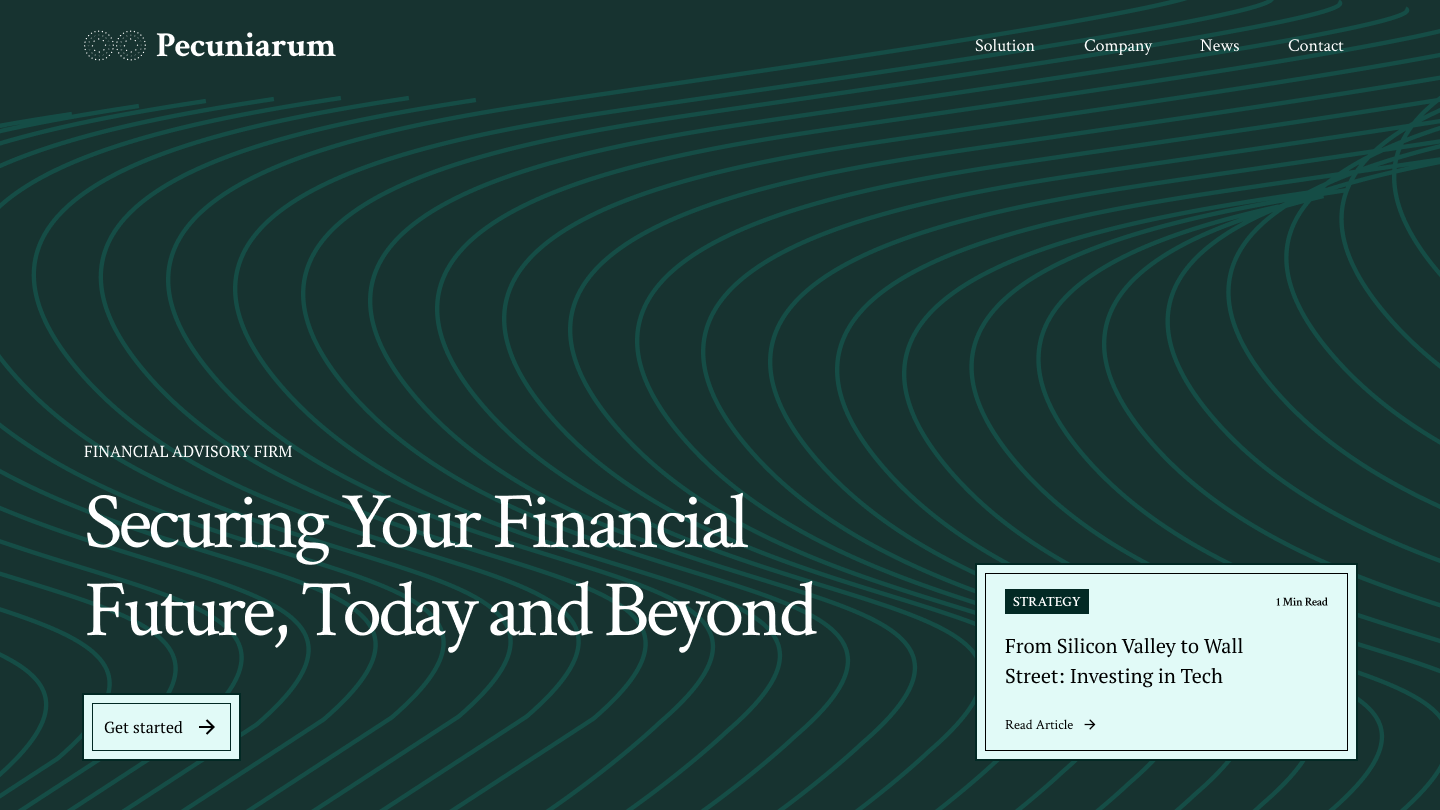 Pecuniarum
Solution
Company
News
Contact
FINANCIAL ADVISORY FIRM
Securing Your Financial
Future, Today and Beyond
Get started
STRATEGY
1 Min Read
From Silicon Valley to Wall
Street: Investing in Tech
Read Article